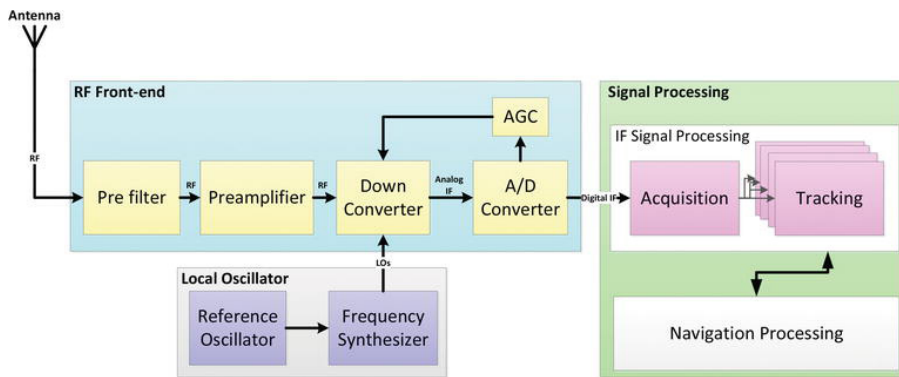 Antenna
RF
RF Front-end
AGC
Pre filter
RF
Preamplifier
RF
Down
Converter
Analog
IF
A/D
Converter
Digital IF
LOs
Local Oscillator
Reference
Oscillator
Frequency
Synthesizer
Signal Processing
IF Signal Processing
Acquisition
Tracking
Navigation Processing